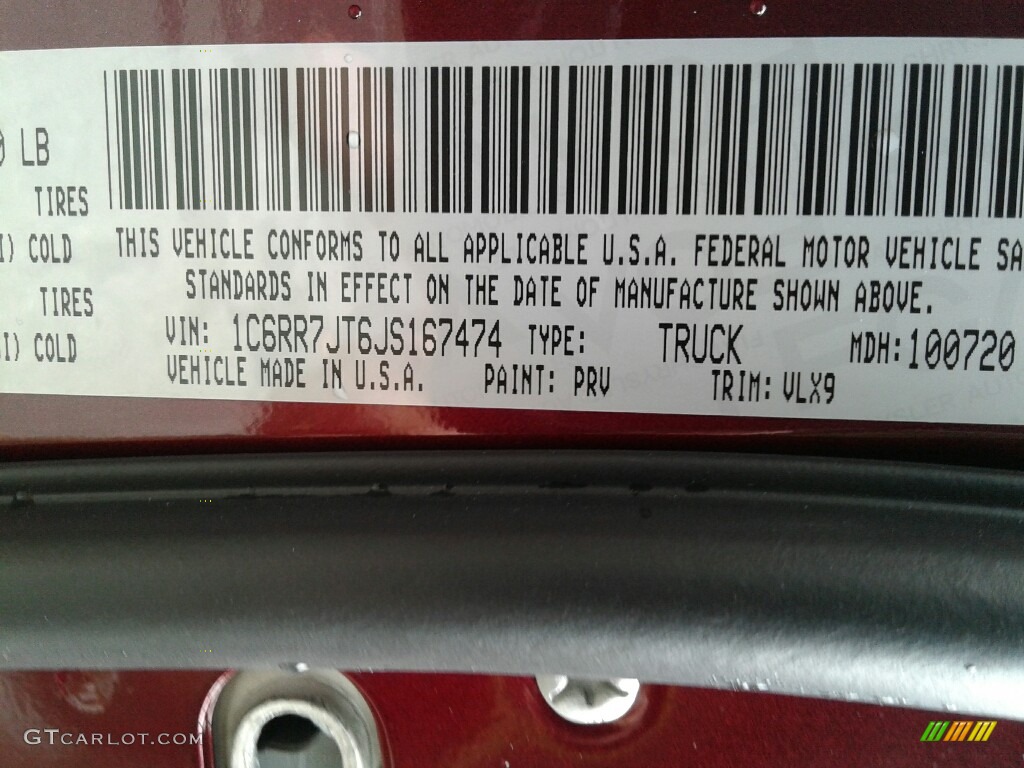 0 LB
TIRES
I) COLD
TIRES
SI) COLD
THIS VEHICLE CONFORMS TO ALL APPLICABLE U.S.A. FEDERAL MOTOR VEHICLE SA
STANDARDS IN EFFECT ON THE DATE OF MANUFACTURE SHOWN ABOVE.
VIN: 1C6RR7JT6JS167474 TYPE: TRUCK MDH: 100720
VEHICLE MADE IN U.S.A. PAINT: PRV TRIM: VLX9
GTCARLOT.COM